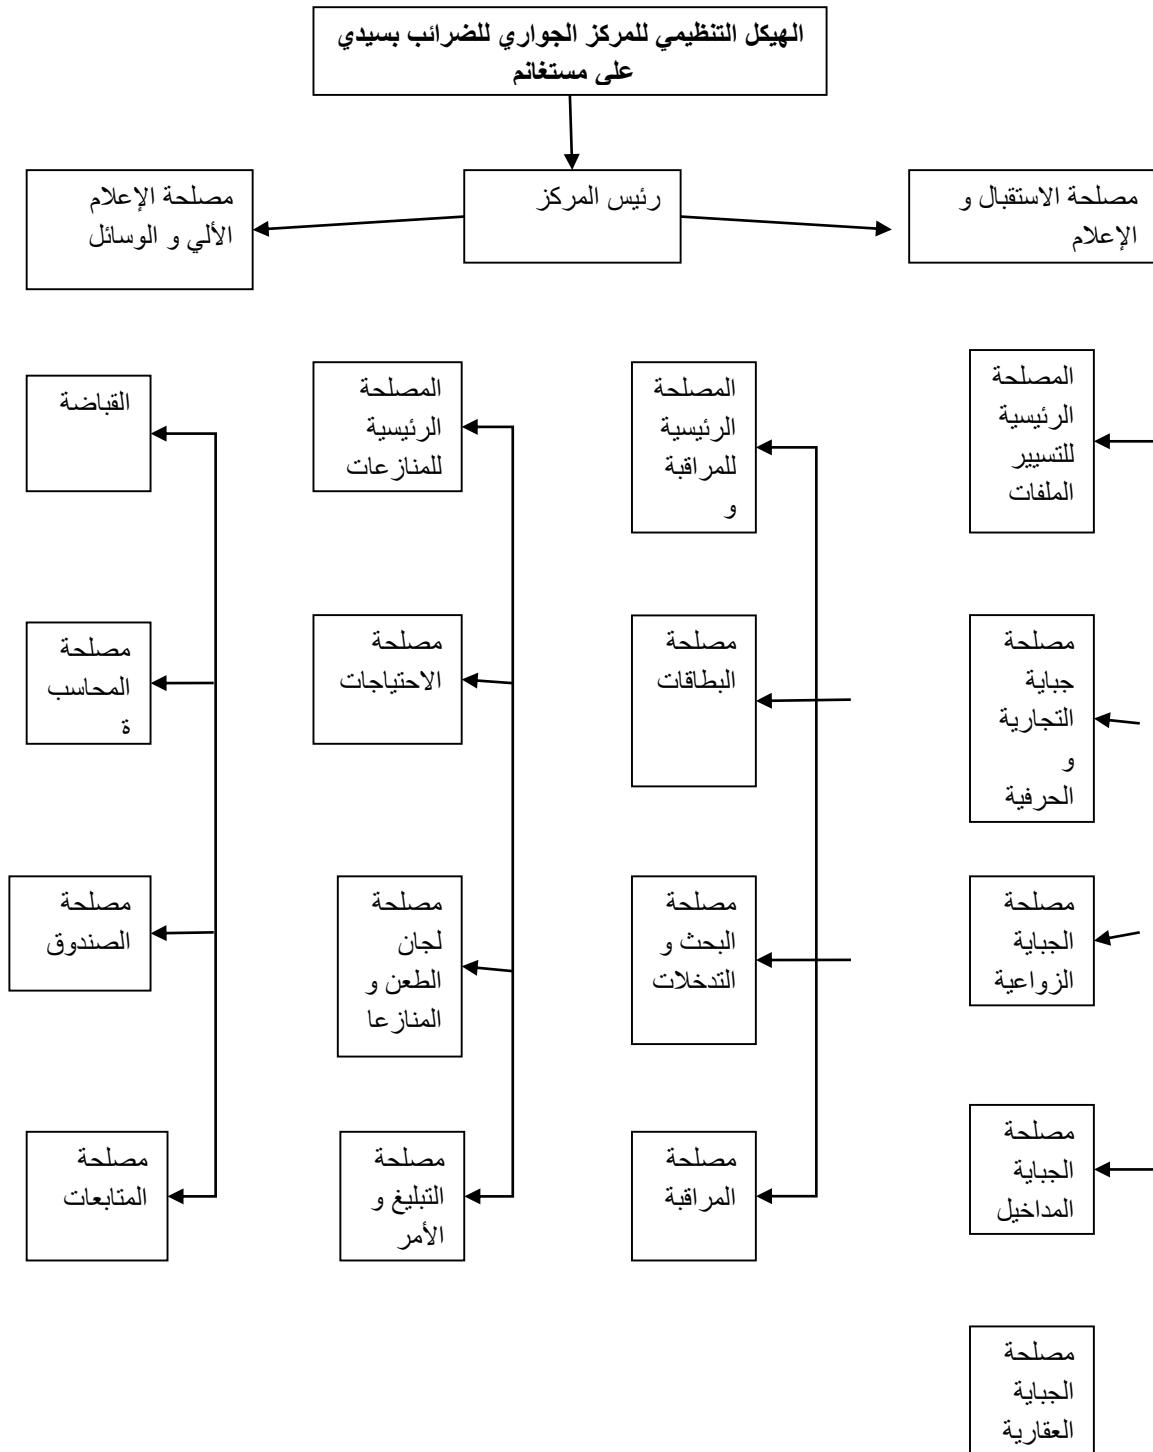 الهيكل التنظيمي للمركز الجواري للضرائب بسيدي
على مستغانم
مصلحة الاستقبال و
الإعلام
رئيس المركز
مصلحة الإعلام
الألي و الوسائل
المصلحة
الرئيسية
للتسيير
الملفات
المصلحة
الرئيسية
للمراقبة
و
المصلحة
الرئيسية
للمنازعات
القباضة
مصلحة
جباية
التجارية
و
الحرفية
مصلحة
البطاقات
مصلحة
الاحتياجات
مصلحة
المحاسب
ة
مصلحة
الجباية
الزواعية
مصلحة
البحث و
التدخلات
مصلحة
لجان
الطعن و
المنازعا
مصلحة
الصندوق
مصلحة
الجباية
المداخيل
مصلحة
المراقبة
مصلحة
التبليغ و
الأمر
مصلحة
المتابعات
مصلحة
الجباية
العقارية